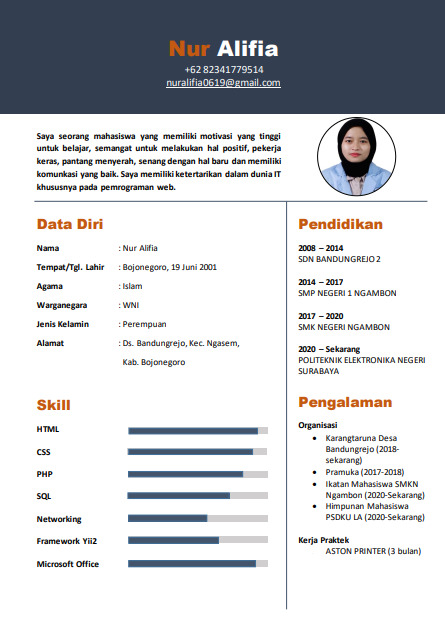 Nur Alifia
+62 82341779514
nuralifia0619@gmail.com
Saya seorang mahasiswa yang memiliki motivasi yang tinggi
untuk belajar, semangat untuk melakukan hal positif, pekerja
keras, pantang menyerah, senang dengan hal baru dan memiliki
komunkasi yang baik. Saya memiliki ketertarikan dalam dunia IT
khususnya pada pemrograman web.
Data Diri
Nama : Nur Alifia
Tempat/Tgl. Lahir : Bojonegoro, 19 Juni 2001
Agama : Islam
Warganegara : WNI
Jenis Kelamin : Perempuan
Alamat : Ds. Bandungrejo, Kec. Ngasem,
Kab. Bojonegoro
Skill
HTML
CSS
PHP
SQL
Networking
Framework Yii2
Microsoft Office
Pendidikan
2008 – 2014
SDN BANDUNGREJO 2
2014 – 2017
SMP NEGERI 1 NGAMBON
2017 – 2020
SMK NEGERI NGAMBON
2020 – Sekarang
POLITEKNIK ELEKTRONIKA NEGERI
SURABAYA
Pengalaman
Organisasi
• Karangtaruna Desa
Bandungrejo (2018-
sekarang)
• Pramuka (2017-2018)
• Ikatan Mahasiswa SMKN
Ngambon (2020-Sekarang)
• Himpunan Mahasiswa
PSDKU LA (2020-Sekarang)
Kerja Praktek
ASTON PRINTER (3 bulan)